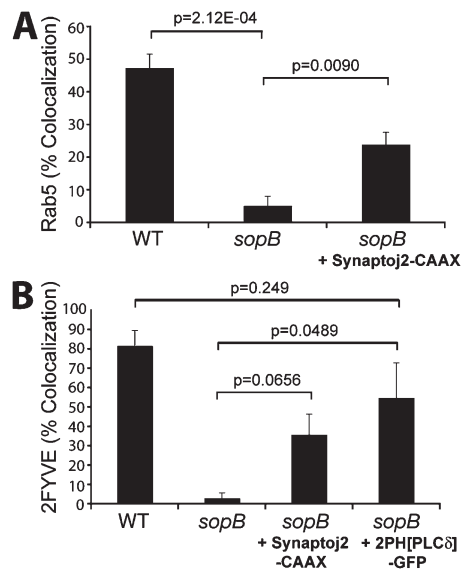 A
p=2.12E-04
p=0.0090
Rab5 (% Colocalization)
60
50
40
30
20
10
0
WT
sopB
sopB
+ Synaptoj2-CAAX
B
p=0.249
p=0.0489
p=0.0656
2FYVE (% Colocalization)
100
90
80
70
60
50
40
30
20
10
0
WT
sopB
sopB
+ Synaptoj2
-CAAX
sopB
+ 2PH[PLCδ]
-GFP